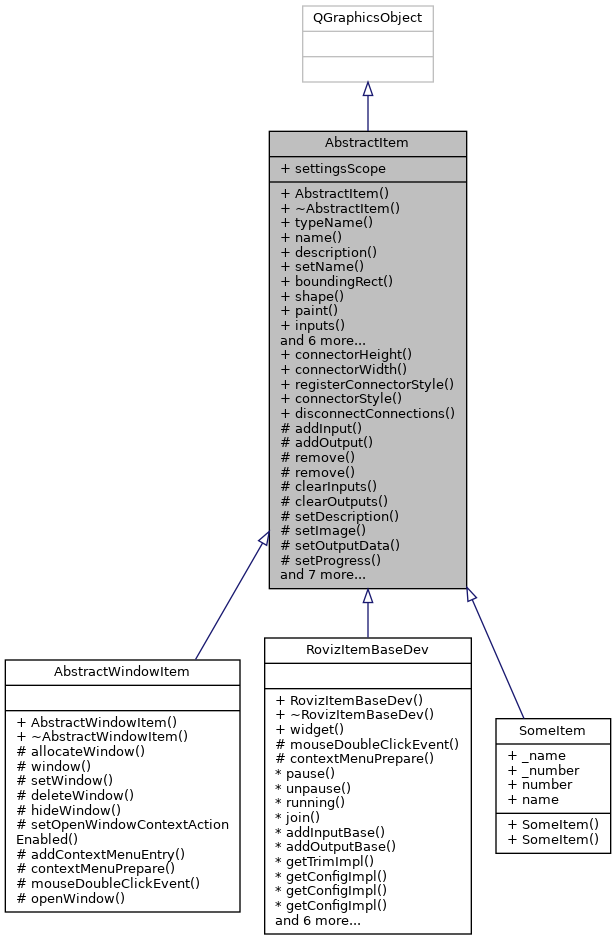 QGraphicsObject
AbstractItem
+ settingsScope
+ AbstractItem()
+ ~AbstractItem()
+ typeName()
+ name()
+ description()
+ setName()
+ boundingRect()
+ shape()
+ paint()
+ inputs()
and 6 more...
+ connectorHeight()
+ connectorWidth()
+ registerConnectorStyle()
+ connectorStyle()
+ disconnectConnections()
# addInput()
# addOutput()
# remove()
# remove()
# clearInputs()
# clearOutputs()
# setDescription()
# setImage()
# setOutputData()
# setProgress()
and 7 more...
AbstractWindowItem
+ AbstractWindowItem()
+ ~AbstractWindowItem()
# allocateWindow()
# window()
# setWindow()
# deleteWindow()
# hideWindow()
# setOpenWindowContextAction
Enabled()
# addContextMenuEntry()
# contextMenuPrepare()
# mouseDoubleClickEvent()
# openWindow()
RovizItemBaseDev
+ RovizItemBaseDev()
+ ~RovizItemBaseDev()
+ widget()
# mouseDoubleClickEvent()
# contextMenuPrepare()
* pause()
* unpause()
* running()
* join()
* addInputBase()
* addOutputBase()
* getTrimImpl()
* getConfigImpl()
* getConfigImpl()
* getConfigImpl()
and 6 more...
SomeItem
+ _name
+ _number
+ number
+ name
+ SomeItem()
+ SomeItem()